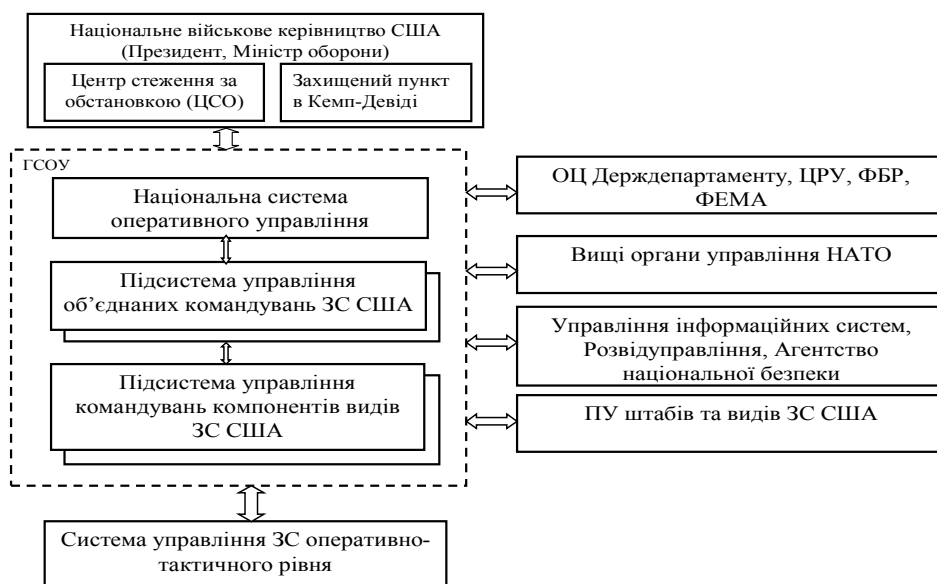 Національне військове керівництво США
(Президент, Міністр оборони)
Центр стеження за
обстановкою (ЦСО)
Захищений пункт
в Кемп-Девіді
ГСОУ
Національна система
оперативного управління
Підсистема управління
об’єднаних командувань ЗС США
Підсистема управління
командувань компонентів видів
ЗС США
ОЦ Держдепартаменту, ЦРУ, ФБР,
ФЕМА
Вищі органи управління НАТО
Управління інформаційних систем,
Розвідуправління, Агентство
національної безпеки
ПУ штабів та видів ЗС США
Система управління ЗС оперативно-
тактичного рівня